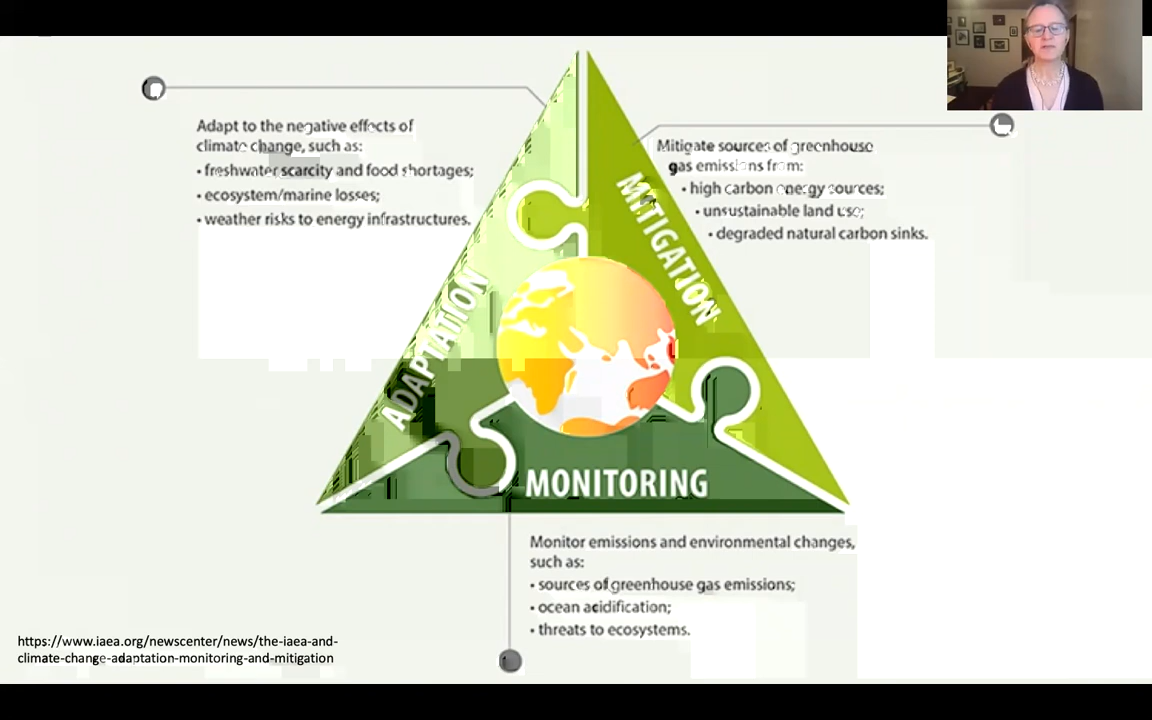 Adapt to the negative effects of
climate change, such as:
• freshwater scarcity and food shortages;
• ecosystem/marine losses;
• weather risks to energy infrastructures.
Mitigate sources of greenhouse
gas emissions from:
• high carbon energy sources;
• unsustainable land use;
• degraded natural carbon sinks.
ADAPTATION
MITIGATION
MONITORING
Monitor emissions and environmental changes,
such as:
• sources of greenhouse gas emissions;
• ocean acidification;
• threats to ecosystems.
https://www.iaea.org/newscenter/news/the-iaea-and-
climate-change-adaptation-monitoring-and-mitigation